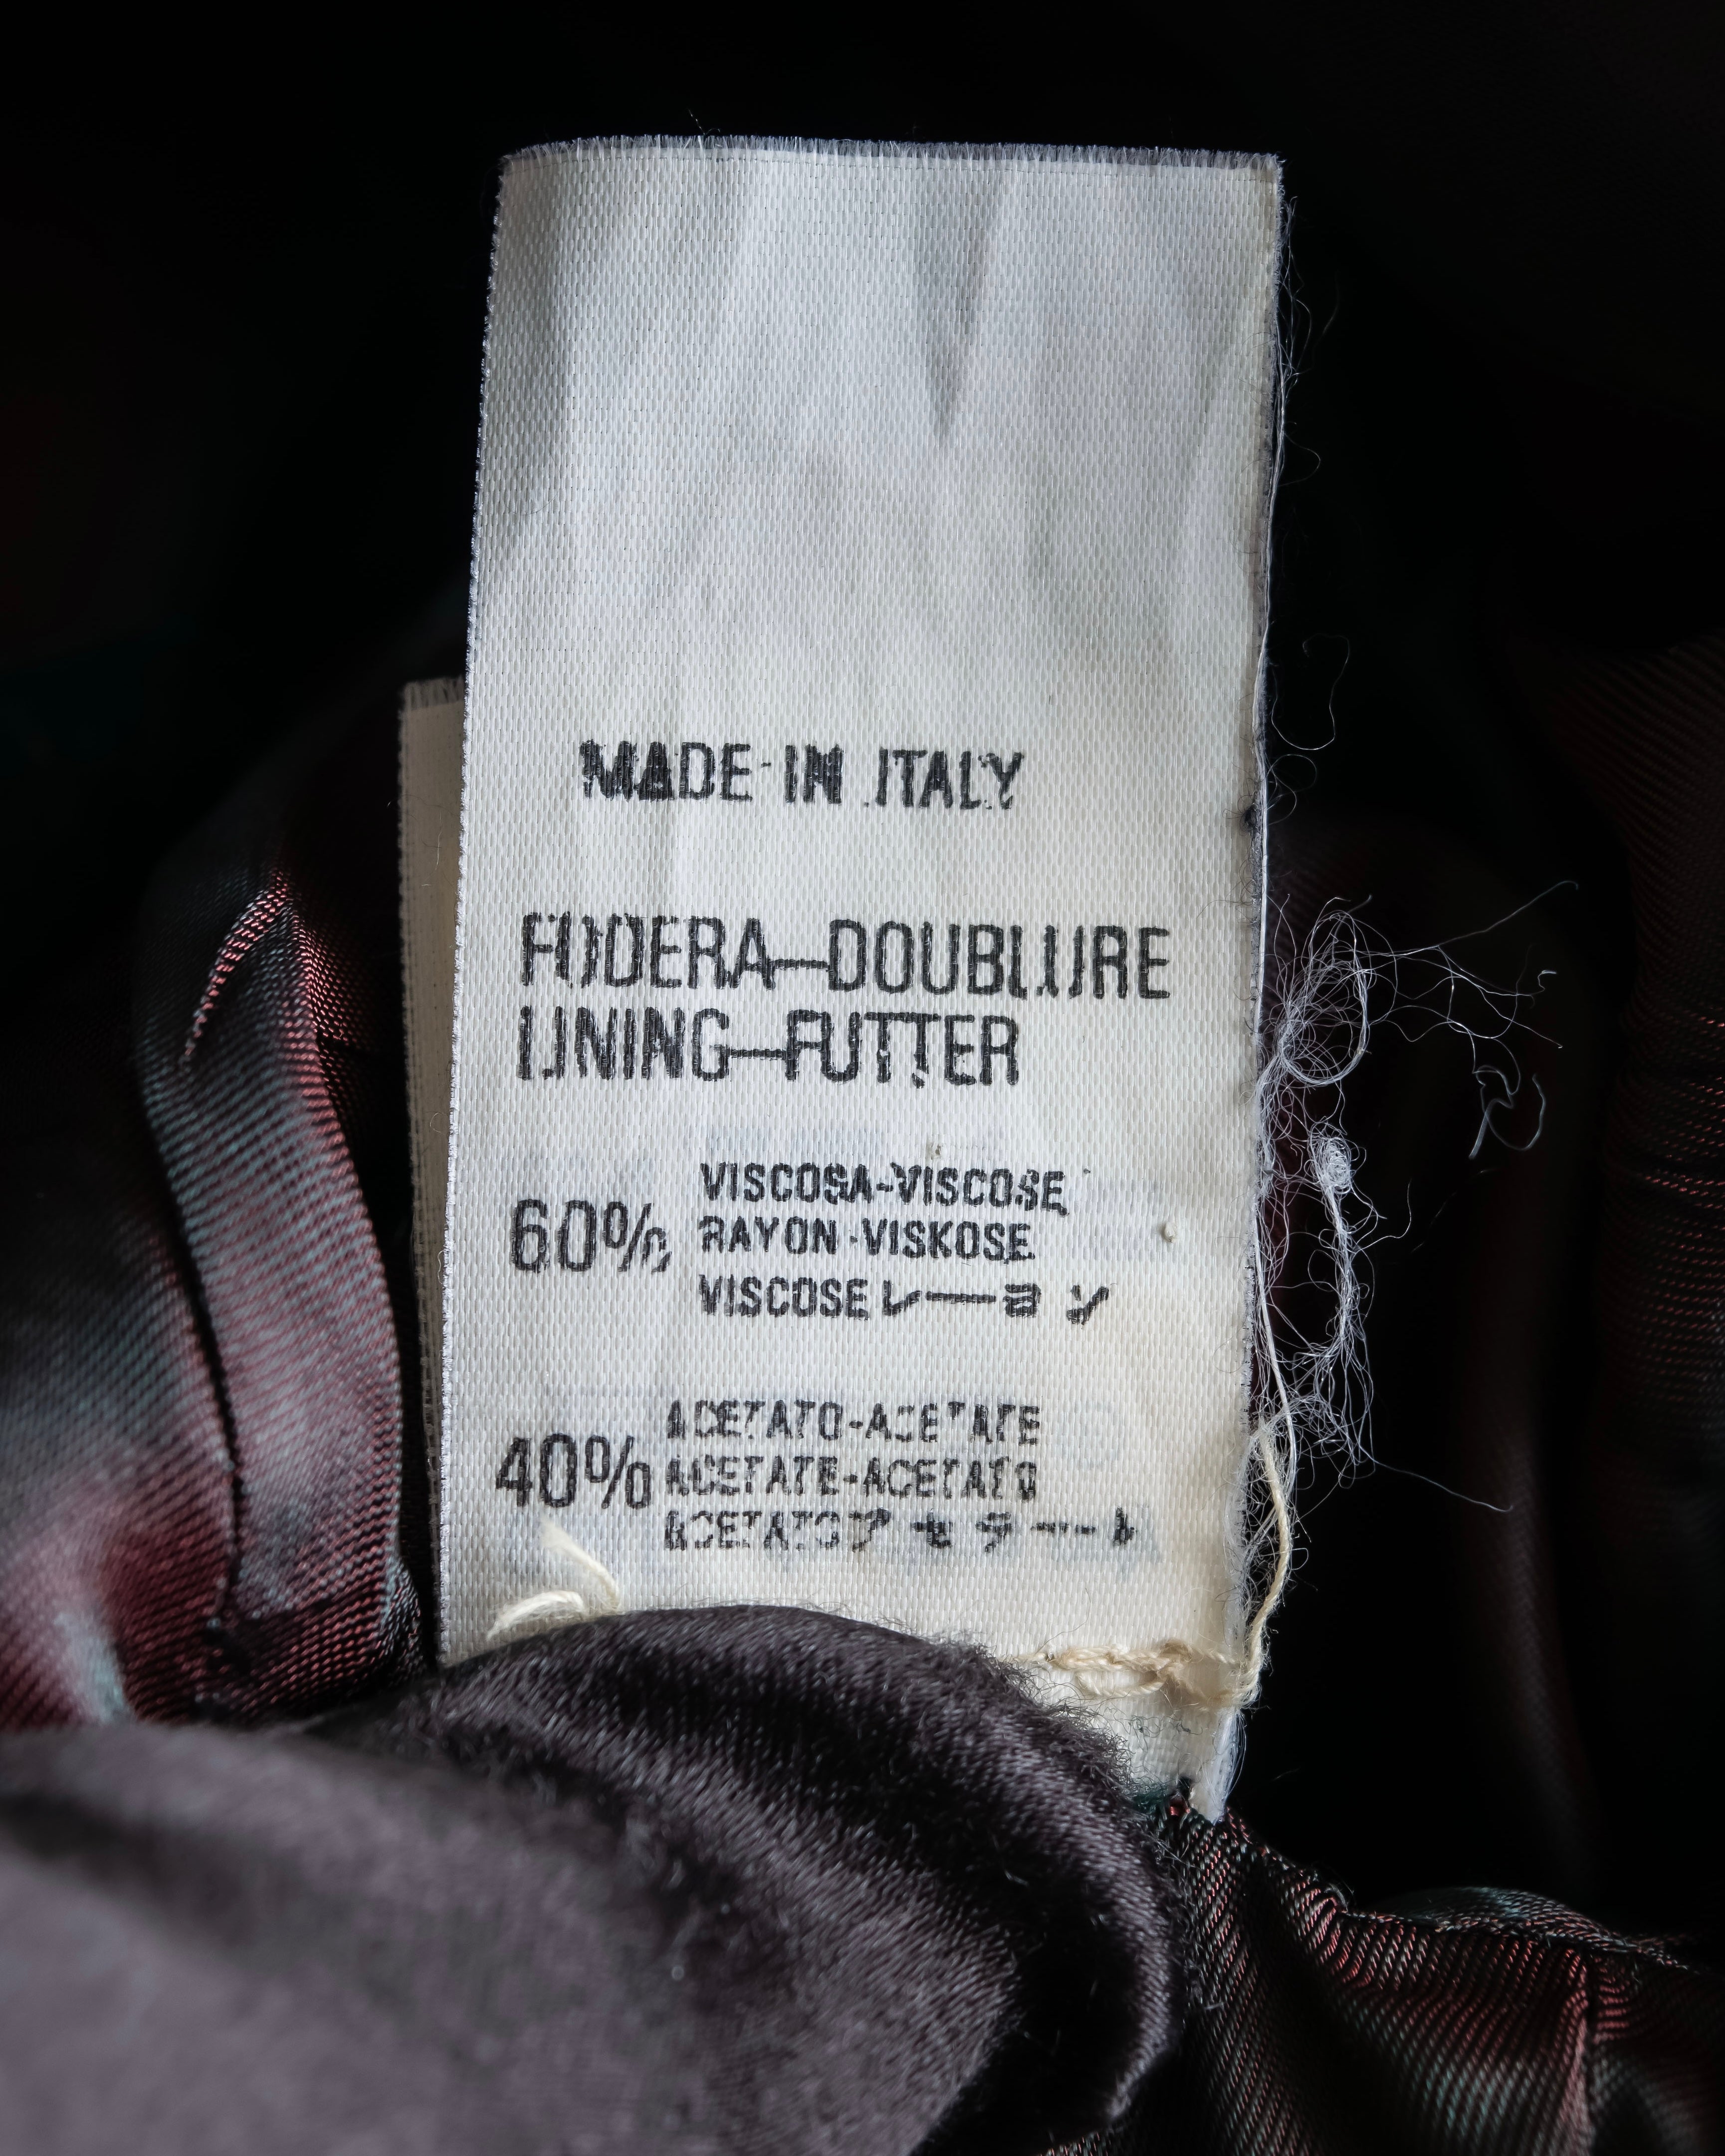 MADE IN ITALY
FODERA-DOUBLURE
LINING-FUTTER
60% VISCOSA-VISCOSE
RAYON-VISKOSE
VISCOSE レーヨン
40% ACETATO-ACETATE
ACETATE-ACETATO
ACETATO アセテート